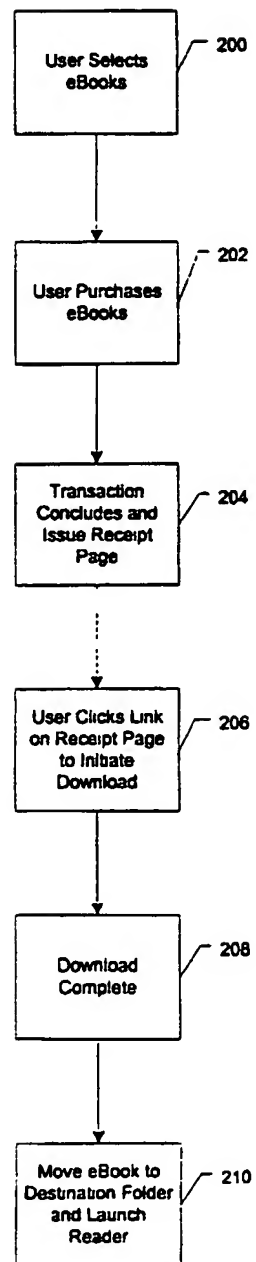 User Selects
eBooks
200
User Purchases
eBooks
202
Transaction
Concludes and
Issue Receipt
Page
204
User Clicks Link
on Receipt Page
to Initiate
Download
206
Download
Complete
208
Move eBook to
Destination Folder
and Launch
Reader
210